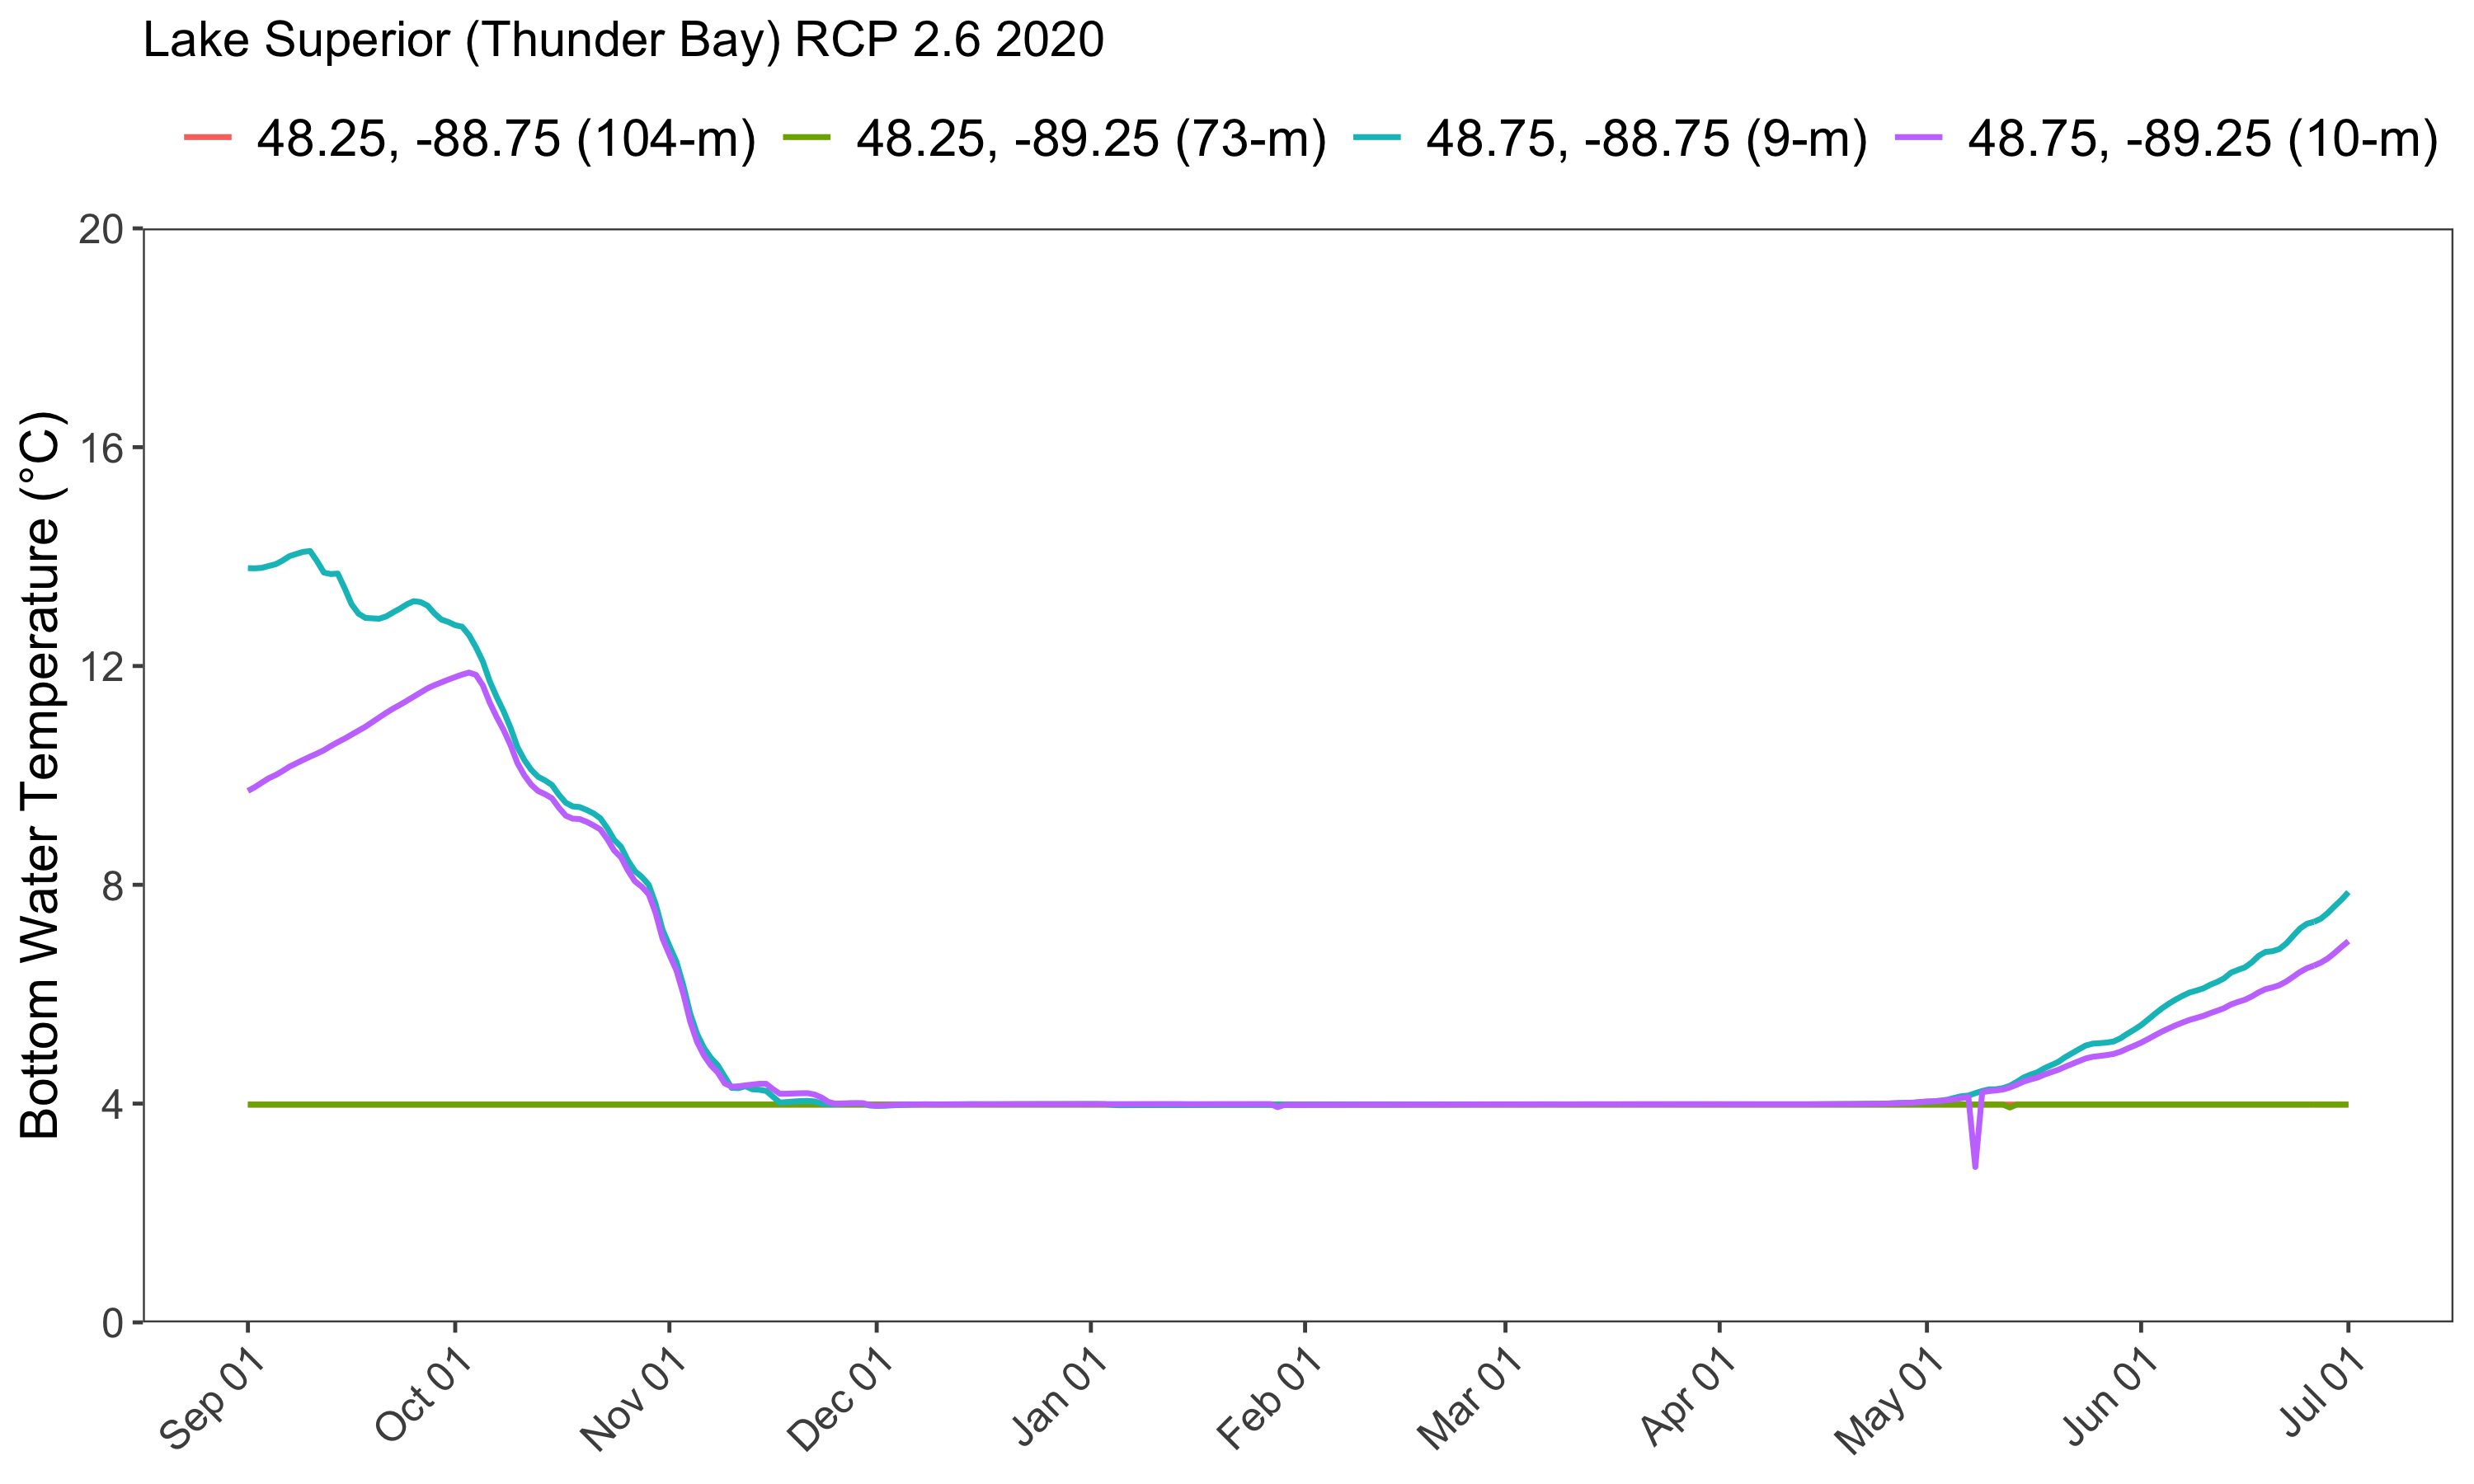 Lake Superior (Thunder Bay) RCP 2.6 2020
48.25, -88.75 (104-m) 48.25, -89.25 (73-m) 48.75, -88.75 (9-m) 48.75, -89.25 (10-m)
Bottom Water Temperature (°C)
20
16
12
8
4
0
Sep 01 Oct 01 Nov 01 Dec 01 Jan 01 Feb 01 Mar 01 Apr 01 May 01 Jun 01 Jul 01